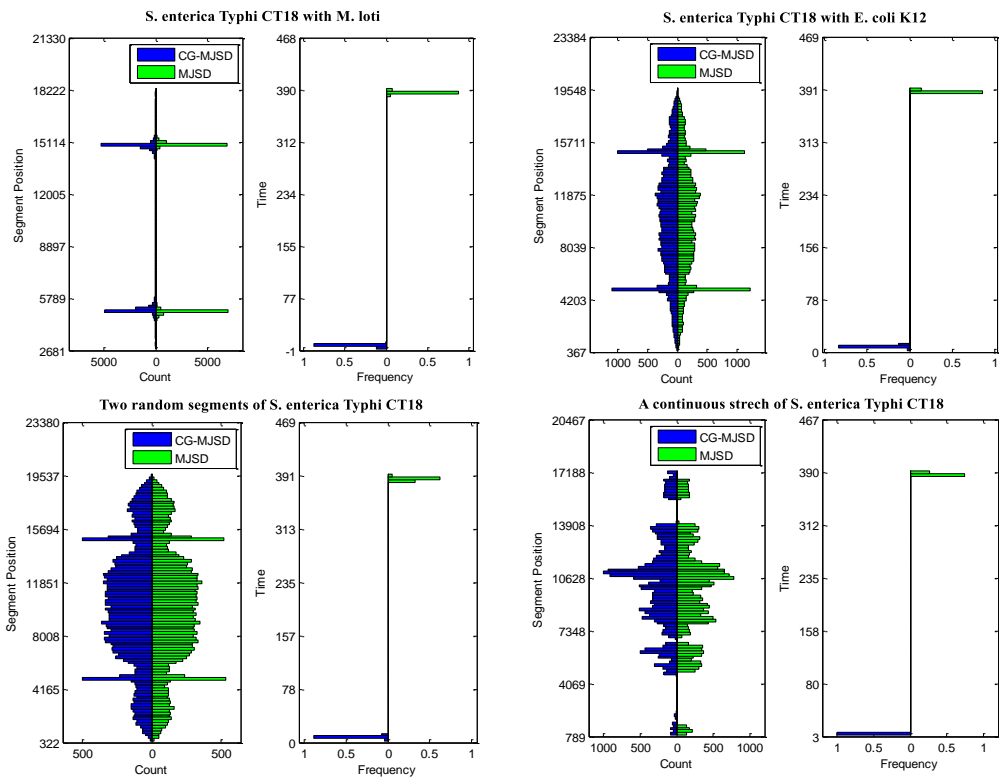 S. enterica Typhi CT18 with M. loti
21330
18222
15114
12005
8897
5789
2681
Segment Position
5000 0 5000
Count
CG-MJSD
MJSD
468
390
312
234
155
77
-1
Time
1 0.5 0 0.5 1
Frequency
S. enterica Typhi CT18 with E. coli K12
23384
19548
15711
11875
8039
4203
367
Segment Position
1000 500 0 500 1000
Count
CG-MJSD
MJSD
469
391
313
234
156
78
0
Time
1 0.5 0 0.5 1
Frequency
Two random segments of S. enterica Typhi CT18
23380
19537
15694
11851
8008
4165
322
Segment Position
500 0 500
Count
CG-MJSD
MJSD
469
391
313
235
157
78
0
Time
1 0.5 0 0.5 1
Frequency
A continuous strech of S. enterica Typhi CT18
20467
17188
13908
10628
7348
4069
789
Segment Position
1000 500 0 500 1000
Count
CG-MJSD
MJSD
467
390
312
235
158
80
3
Time
1 0.5 0 0.5 1
Frequency